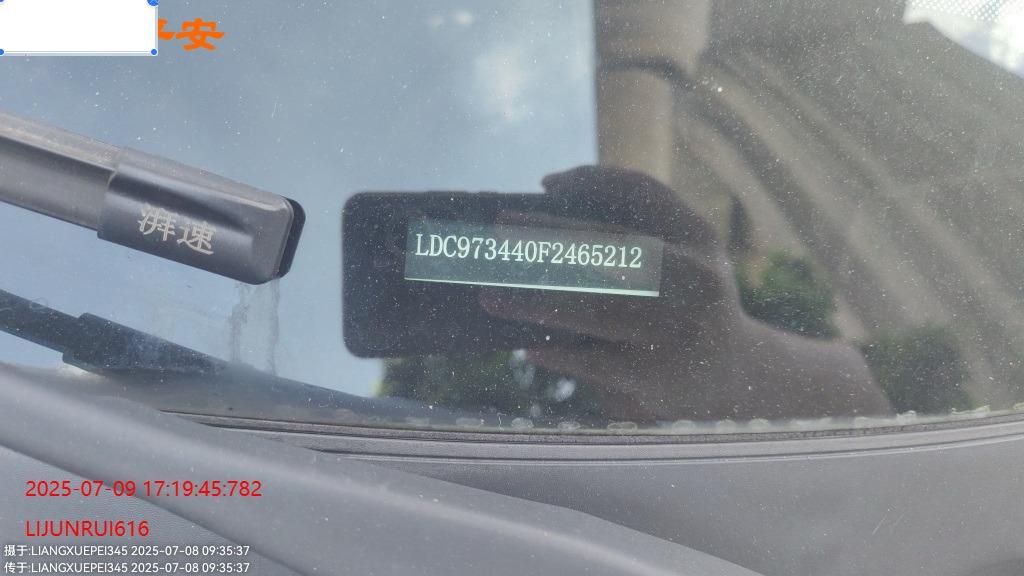 安
湃速
LDC973440F2465212
2025-07-09 17:19:45:782
LIJUNRUI616
摄于:LIANGXUEPEI345 2025-07-08 09:35:37
传于:LIANGXUEPEI345 2025-07-08 09:35:37